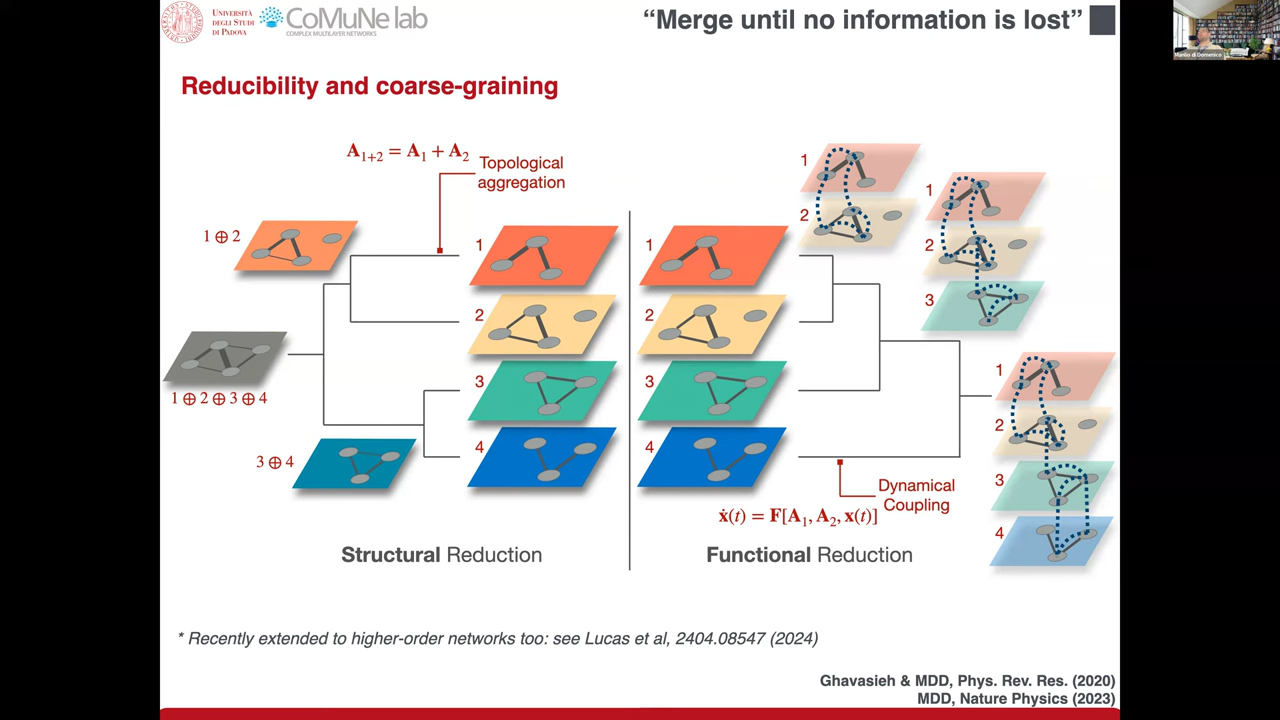 UNIVERSITÀ
DEGLI STUDI
DI PADOVA
CoMuNe lab
COMPLEX MULTILAYER NETWORKS
“Merge until no information is lost”
Manlio di Domenico
Reducibility and coarse-graining
A1+2 = A1 + A2
Topological
aggregation
1 ⊕ 2
1
2
3
4
1 ⊕ 2 ⊕ 3 ⊕ 4
3 ⊕ 4
Structural Reduction
1
2
3
4
1
2
1
2
3
1
2
3
4
Dynamical
Coupling
ẋ(t) = F[A1, A2, x(t)]
Functional Reduction
* Recently extended to higher-order networks too: see Lucas et al, 2404.08547 (2024)
Ghavasieh & MDD, Phys. Rev. Res. (2020)
MDD, Nature Physics (2023)